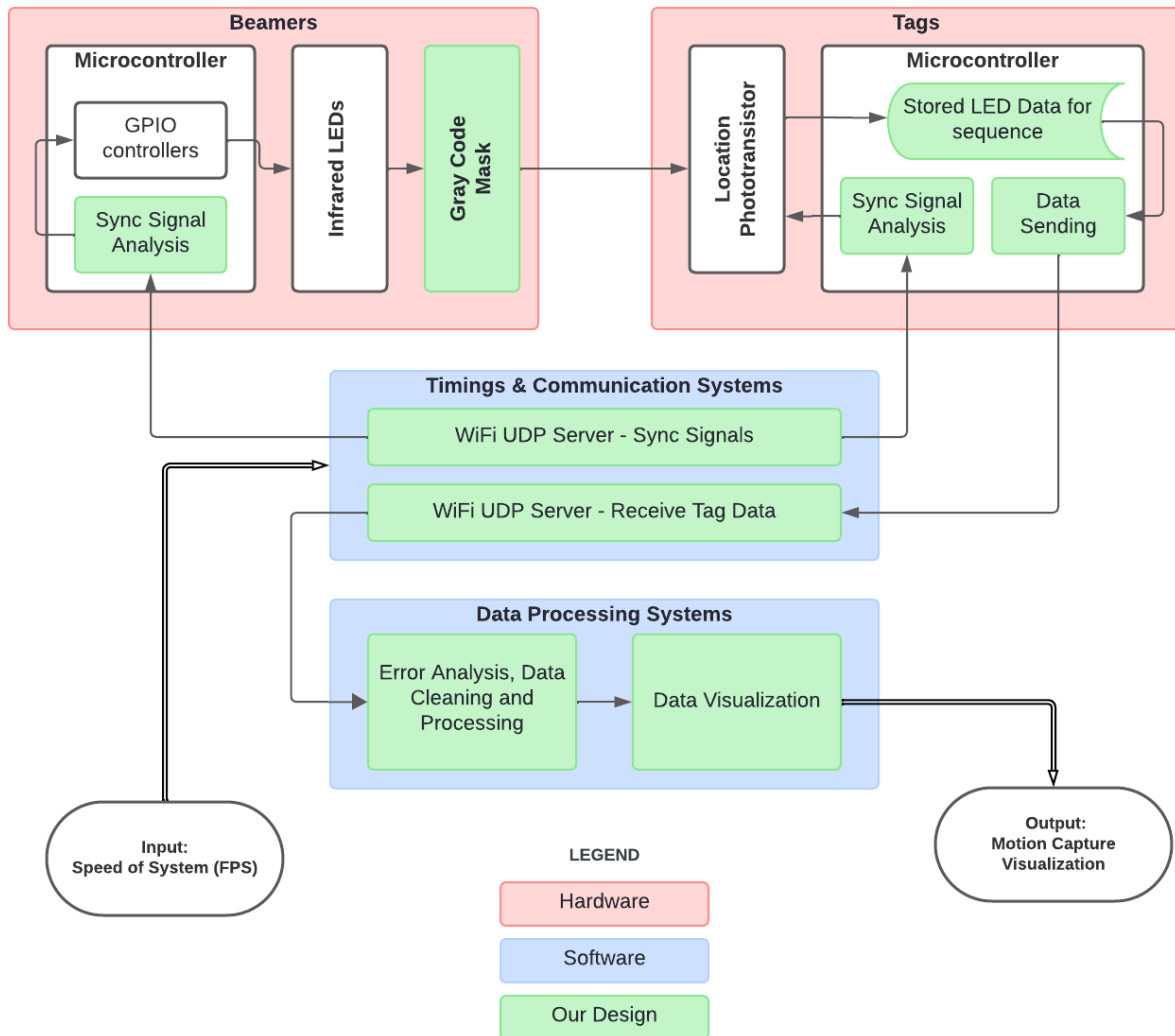 Beamers
Microcontroller
GPIO
controllers
Sync Signal
Analysis
Infrared LEDs
Gray Code
Mask
Tags
Location
Phototransistor
Microcontroller
Stored LED Data for
sequence
Sync Signal
Analysis
Data
Sending
Timings & Communication Systems
WiFi UDP Server - Sync Signals
WiFi UDP Server - Receive Tag Data
Data Processing Systems
Error Analysis, Data
Cleaning and
Processing
Data Visualization
Input:
Speed of System (FPS)
Output:
Motion Capture
Visualization
LEGEND
Hardware
Software
Our Design